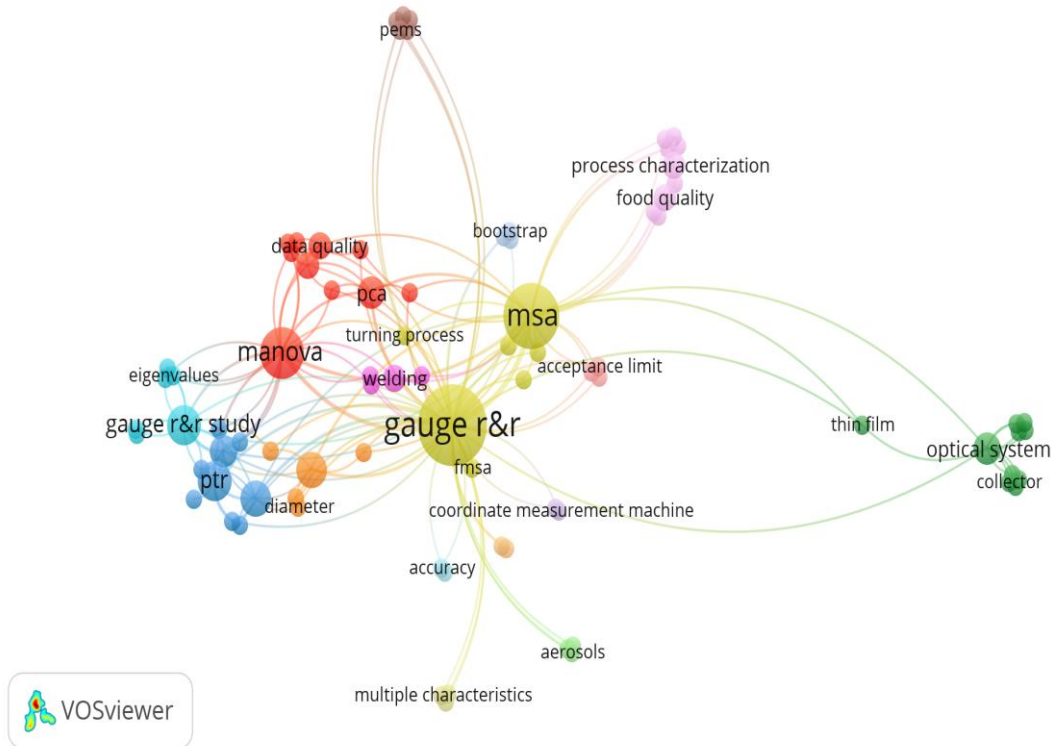 pems
process characterization
food quality
bootstrap
data quality
pca
msa
turning process
manova
acceptance limit
eigenvalues
welding
gauge r&r study
gauge r&r
thin film
optical system
fmsa
ptr
collector
diameter
coordinate measurement machine
accuracy
aerosols
multiple characteristics
VOSviewer